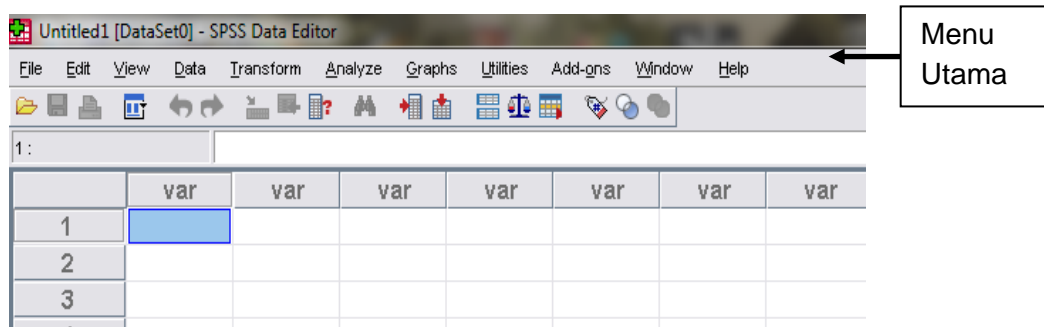 Untitled1 [DataSet0] - SPSS Data Editor
File Edit View Data Transform Analyze Graphs Utilities Add-ons Window Help
1 :
var var var var var var var
1
2
3
Menu
Utama